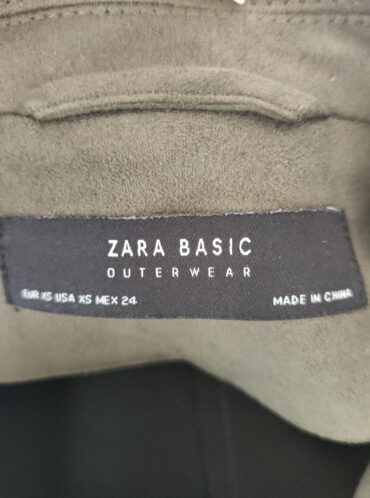 ZARA BASIC
OUTERWEAR
EUR XS USA XS MEX 24 MADE IN CHINA